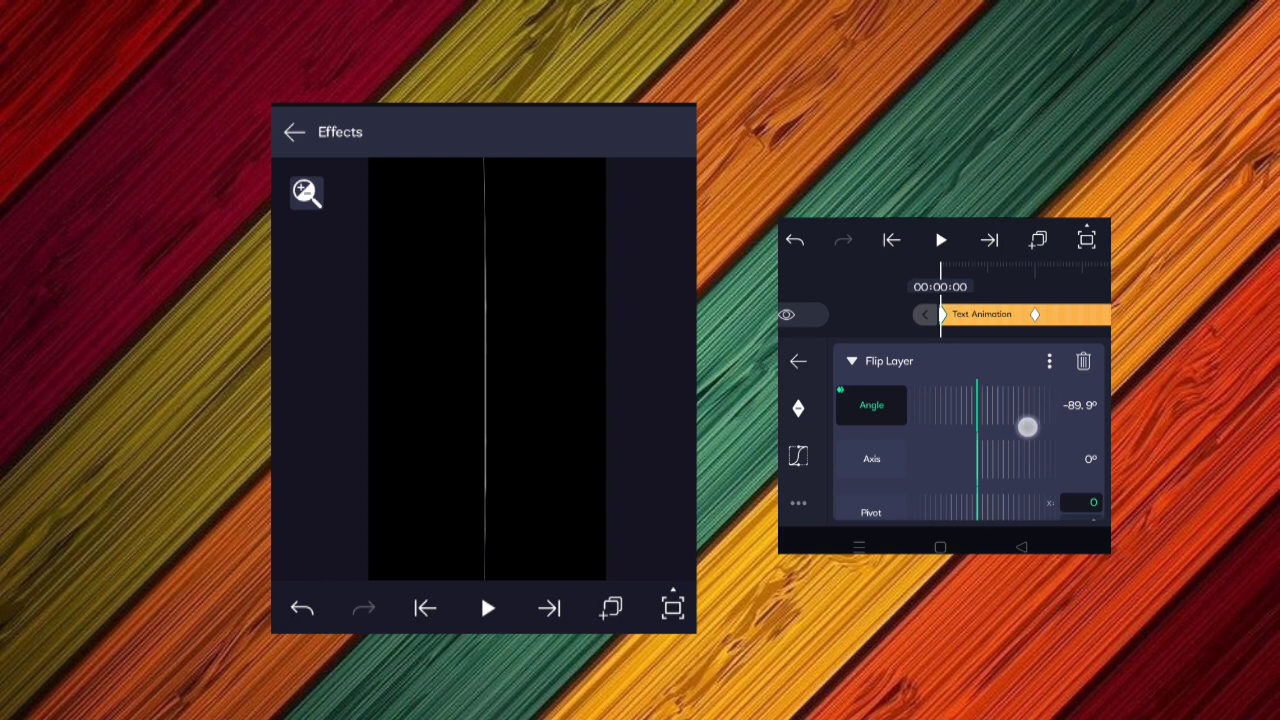 Effects
00:00:00
Text Animation
Flip Layer
Angle
-89.9º
Axis
0º
Pivot
X:
0